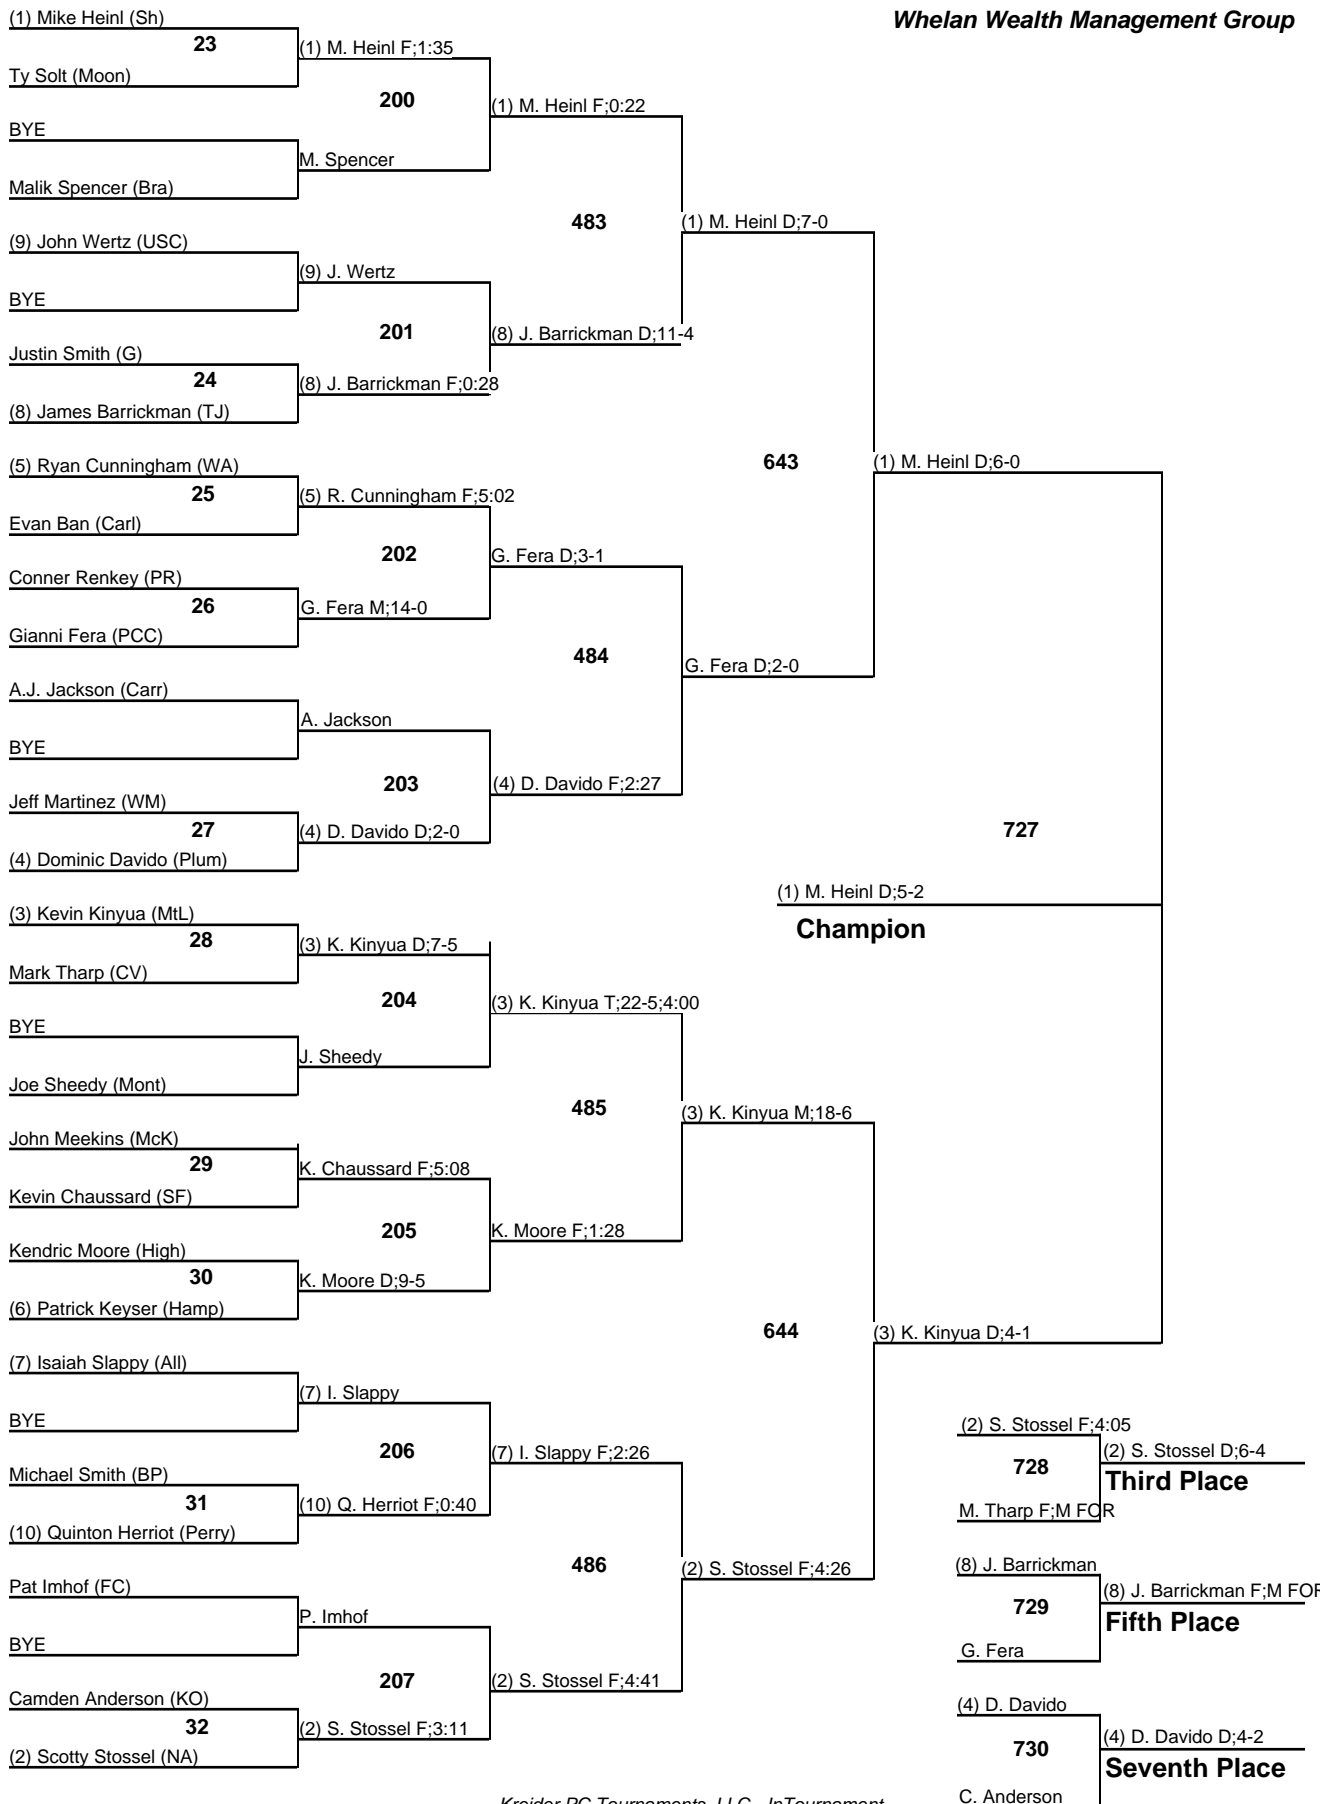 Whelan Wealth Management Group
(1) Mike Heinl (Sh)
23
Ty Solt (Moon)
BYE
Malik Spencer (Bra)
(9) John Wertz (USC)
BYE
Justin Smith (G)
24
(8) James Barrickman (TJ)
(5) Ryan Cunningham (WA)
25
Evan Ban (Carl)
Conner Renkey (PR)
26
Gianni Fera (PCC)
A.J. Jackson (Carr)
BYE
Jeff Martinez (WM)
27
(4) Dominic Davido (Plum)
(3) Kevin Kinyua (MtL)
28
Mark Tharp (CV)
BYE
Joe Sheedy (Mont)
John Meekins (McK)
29
Kevin Chaussard (SF)
Kendric Moore (High)
30
(6) Patrick Keyser (Hamp)
(7) Isaiah Slappy (All)
BYE
Michael Smith (BP)
31
(10) Quinton Herriot (Perry)
Pat Imhof (FC)
BYE
Camden Anderson (KO)
32
(2) Scotty Stossel (NA)
(1) M. Heinl F;1:35
200
M. Spencer
(9) J. Wertz
201
(8) J. Barrickman F;0:28
(5) R. Cunningham F;5:02
202
G. Fera M;14-0
A. Jackson
203
(4) D. Davido D;2-0
(3) K. Kinyua D;7-5
204
J. Sheedy
K. Chaussard F;5:08
205
K. Moore D;9-5
(7) I. Slappy
206
(10) Q. Herriot F;0:40
P. Imhof
207
(2) S. Stossel F;3:11
(1) M. Heinl F;0:22
483
(8) J. Barrickman D;11-4
G. Fera D;3-1
484
(4) D. Davido F;2:27
(3) K. Kinyua T;22-5;4:00
485
K. Moore F;1:28
(7) I. Slappy F;2:26
486
(2) S. Stossel F;4:41
(1) M. Heinl D;7-0
643
G. Fera D;2-0
(3) K. Kinyua M;18-6
644
(2) S. Stossel F;4:26
(1) M. Heinl D;6-0
727
(3) K. Kinyua D;4-1
(1) M. Heinl D;5-2
Champion
(2) S. Stossel F;4:05
728
M. Tharp F;M FOR
(2) S. Stossel D;6-4
Third Place
(8) J. Barrickman
729
G. Fera
(8) J. Barrickman F;M FOR
Fifth Place
(4) D. Davido
730
C. Anderson
(4) D. Davido D;4-2
Seventh Place
Kreider PC Tournaments, LLC - InTournament